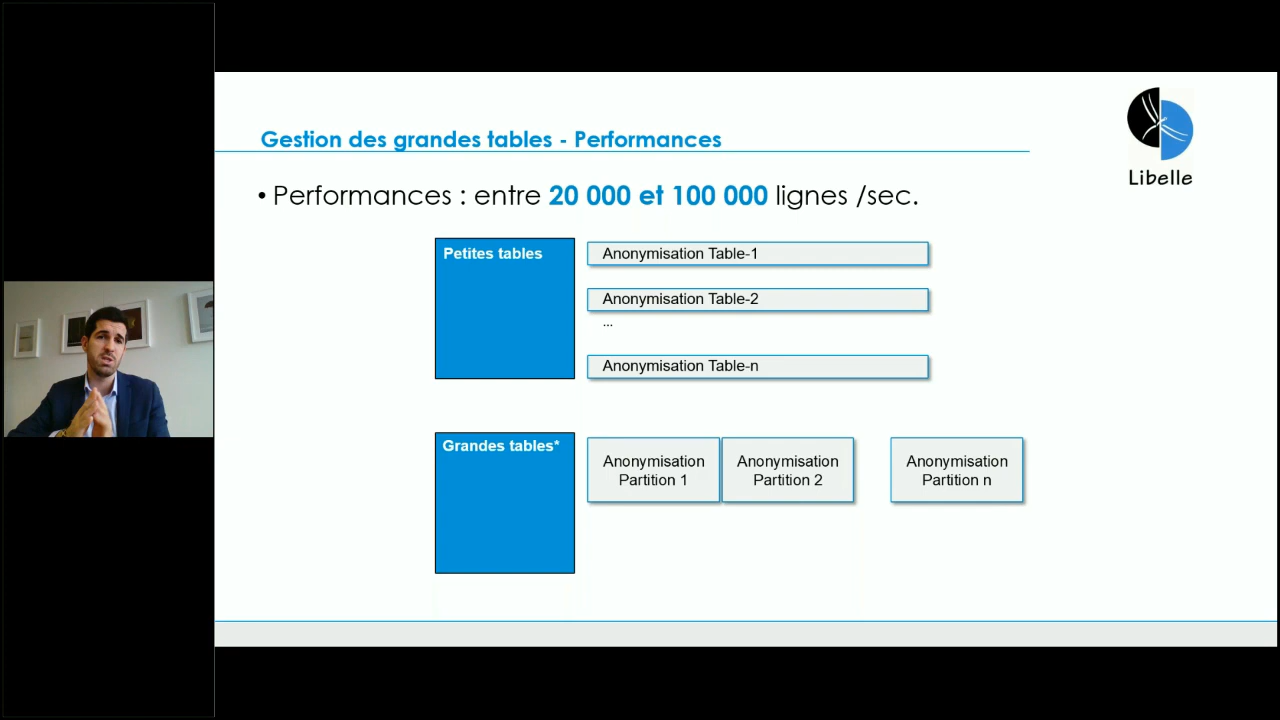 Gestion des grandes tables - Performances
Libelle
• Performances : entre 20 000 et 100 000 lignes /sec.
Petites tables
Anonymisation Table-1
Anonymisation Table-2
...
Anonymisation Table-n
Grandes tables*
Anonymisation
Partition 1
Anonymisation
Partition 2
Anonymisation
Partition n